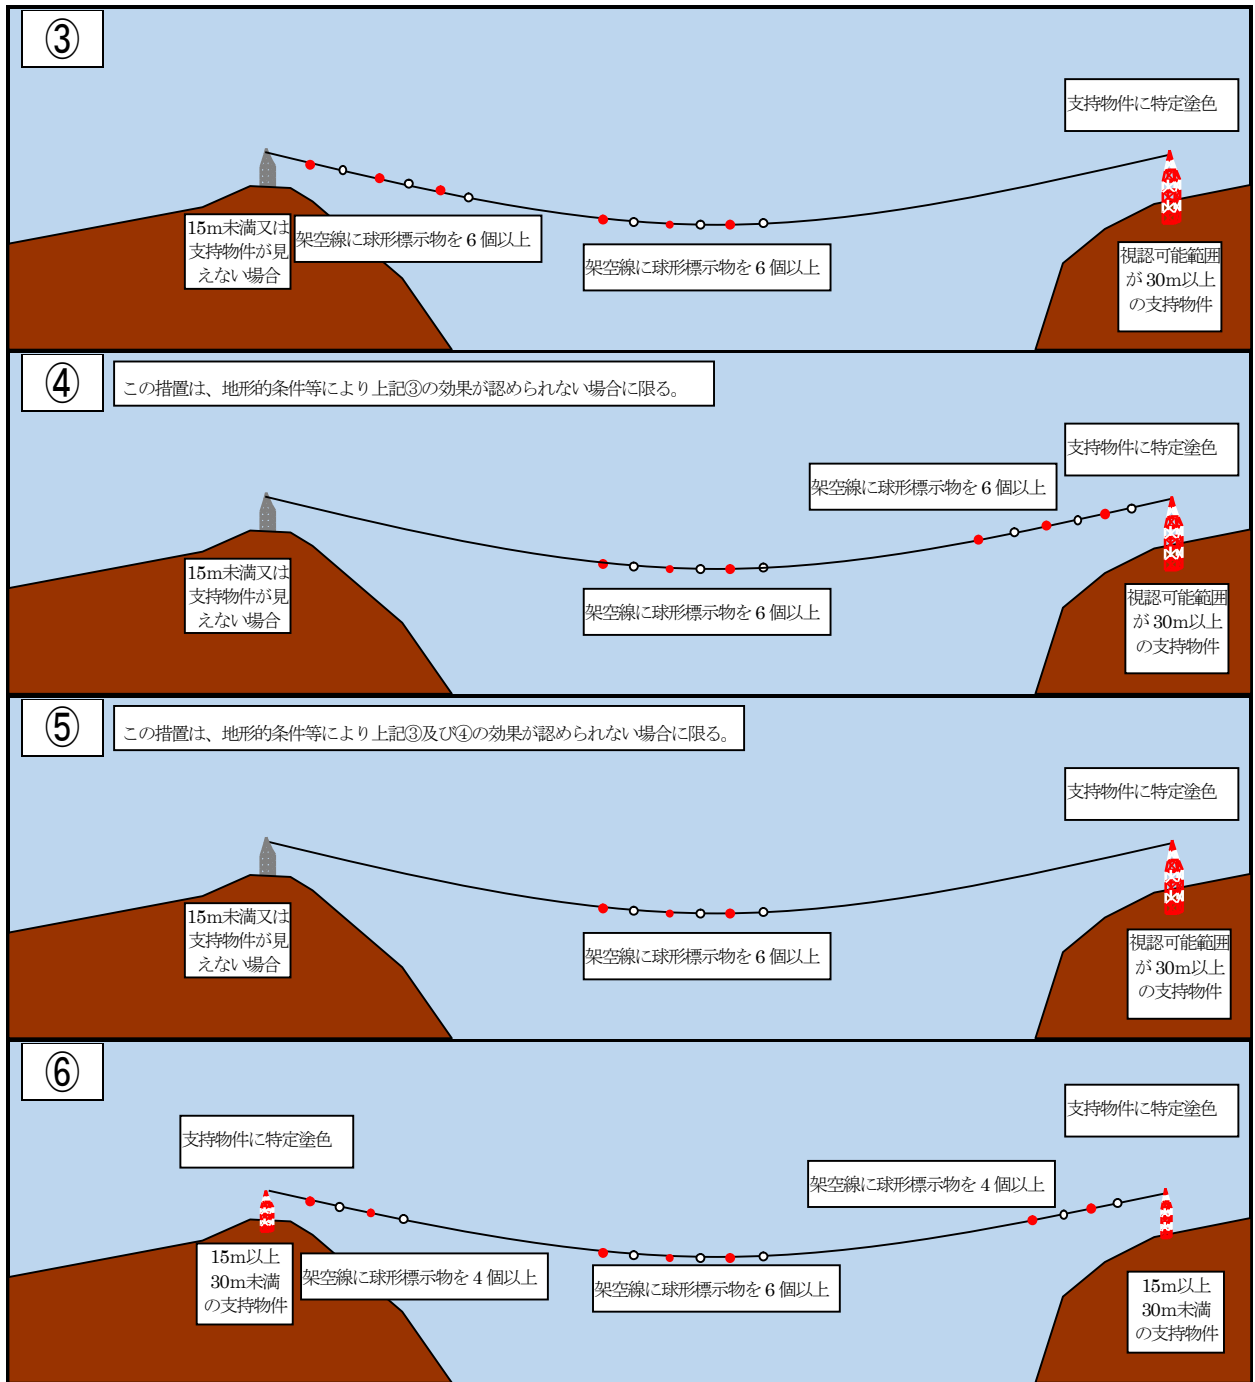 ③
支持物件に特定塗色
15m未満又は
支持物件が見
えない場合
架空線に球形標示物を 6 個以上
架空線に球形標示物を 6 個以上
視認可能範囲
が 30m以上
の支持物件
④
この措置は、地形的条件等により上記③の効果が認められない場合に限る。
支持物件に特定塗色
架空線に球形標示物を 6 個以上
15m未満又は
支持物件が見
えない場合
架空線に球形標示物を 6 個以上
視認可能範囲
が 30m以上
の支持物件
⑤
この措置は、地形的条件等により上記③及び④の効果が認められない場合に限る。
支持物件に特定塗色
15m未満又は
支持物件が見
えない場合
架空線に球形標示物を 6 個以上
視認可能範囲
が 30m以上
の支持物件
⑥
支持物件に特定塗色
支持物件に特定塗色
架空線に球形標示物を 4 個以上
15m以上
30m未満
の支持物件
架空線に球形標示物を 4 個以上
架空線に球形標示物を 6 個以上
15m以上
30m未満
の支持物件